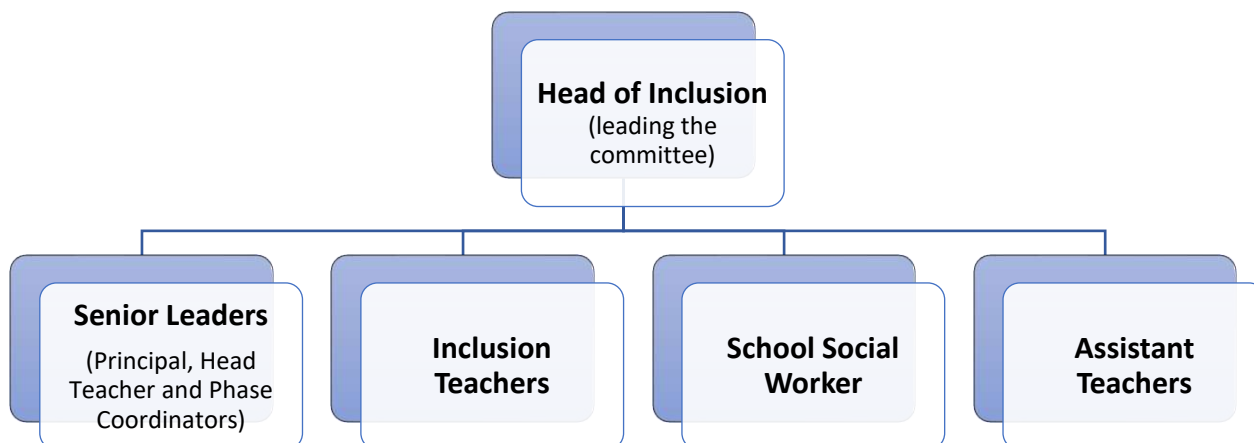 Head of Inclusion
(leading the
committee)
Senior Leaders
(Principal, Head
Teacher and Phase
Coordinators)
Inclusion
Teachers
School Social
Worker
Assistant
Teachers